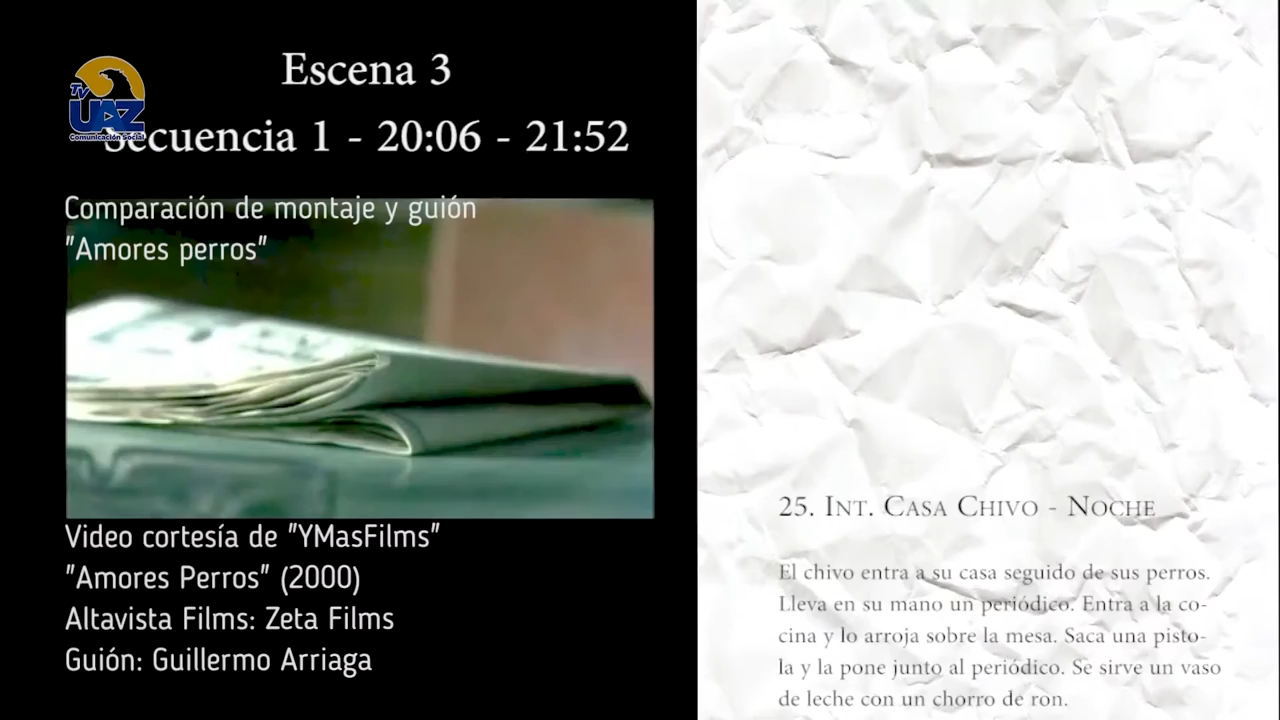 Escena 3
TV
UAZ
Comunicación Social
Secuencia 1 - 20:06 - 21:52
Comparación de montaje y guión
"Amores perros"
Video cortesía de "YMasFilms"
"Amores Perros" (2000)
Altavista Films: Zeta Films
Guión: Guillermo Arriaga
25. INT. CASA CHIVO - NOCHE
El chivo entra a su casa seguido de sus perros.
Lleva en su mano un periódico. Entra a la co-
cina y lo arroja sobre la mesa. Saca una pisto-
la y la pone junto al periódico. Se sirve un vaso
de leche con un chorro de ron.